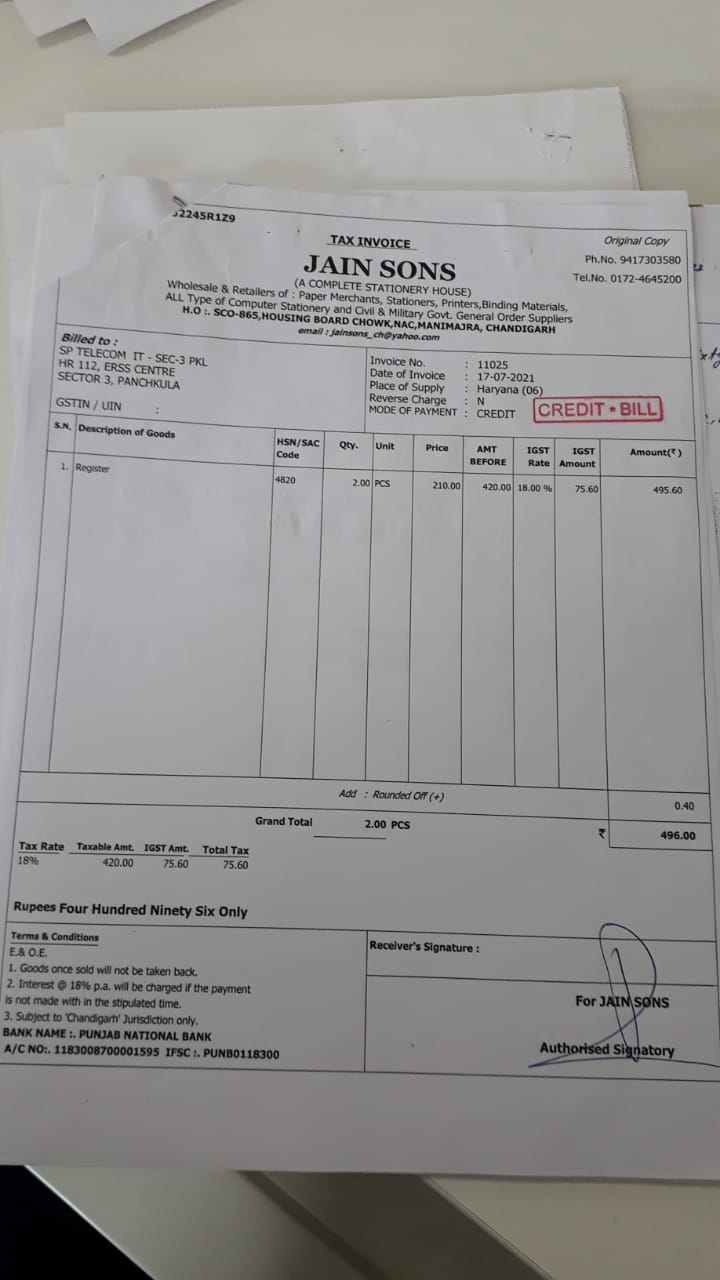 J2245R1Z9
Original Copy
TAX INVOICE
Ph.No. 9417303580
JAIN SONS
Tel.No. 0172-4645200
(A COMPLETE STATIONERY HOUSE)
Wholesale & Retailers of : Paper Merchants, Stationers, Printers,Binding Materials,
ALL Type of Computer Stationery and Civil & Military Govt. General Order Suppliers
H.O :. SCO-865,HOUSING BOARD CHOWK,NAC,MANIMAJRA, CHANDIGARH
email : jainsons_ch@yahoo.com
Billed to :
SP TELECOM IT - SEC-3 PKL
HR 112, ERSS CENTRE
SECTOR 3, PANCHKULA
GSTIN / UIN :
Invoice No. : 11025
Date of Invoice : 17-07-2021
Place of Supply : Haryana (06)
Reverse Charge : N
MODE OF PAYMENT : CREDIT
CREDIT • BILL
S.N. Description of Goods HSN/SAC Code Qty. Unit Price AMT BEFORE IGST Rate IGST Amount Amount(₹)
1. Register 4820 2.00 PCS 210.00 420.00 18.00 % 75.60 495.60
Add : Rounded Off (+) 0.40
Grand Total 2.00 PCS ₹ 496.00
Tax Rate Taxable Amt. IGST Amt. Total Tax
18% 420.00 75.60 75.60
Rupees Four Hundred Ninety Six Only
Terms & Conditions
E.& O.E.
1. Goods once sold will not be taken back.
2. Interest @ 18% p.a. will be charged if the payment
is not made with in the stipulated time.
3. Subject to 'Chandigarh' Jurisdiction only.
BANK NAME :. PUNJAB NATIONAL BANK
A/C NO:. 1183008700001595 IFSC :. PUNB0118300
Receiver's Signature :
For JAIN SONS
Authorised Signatory